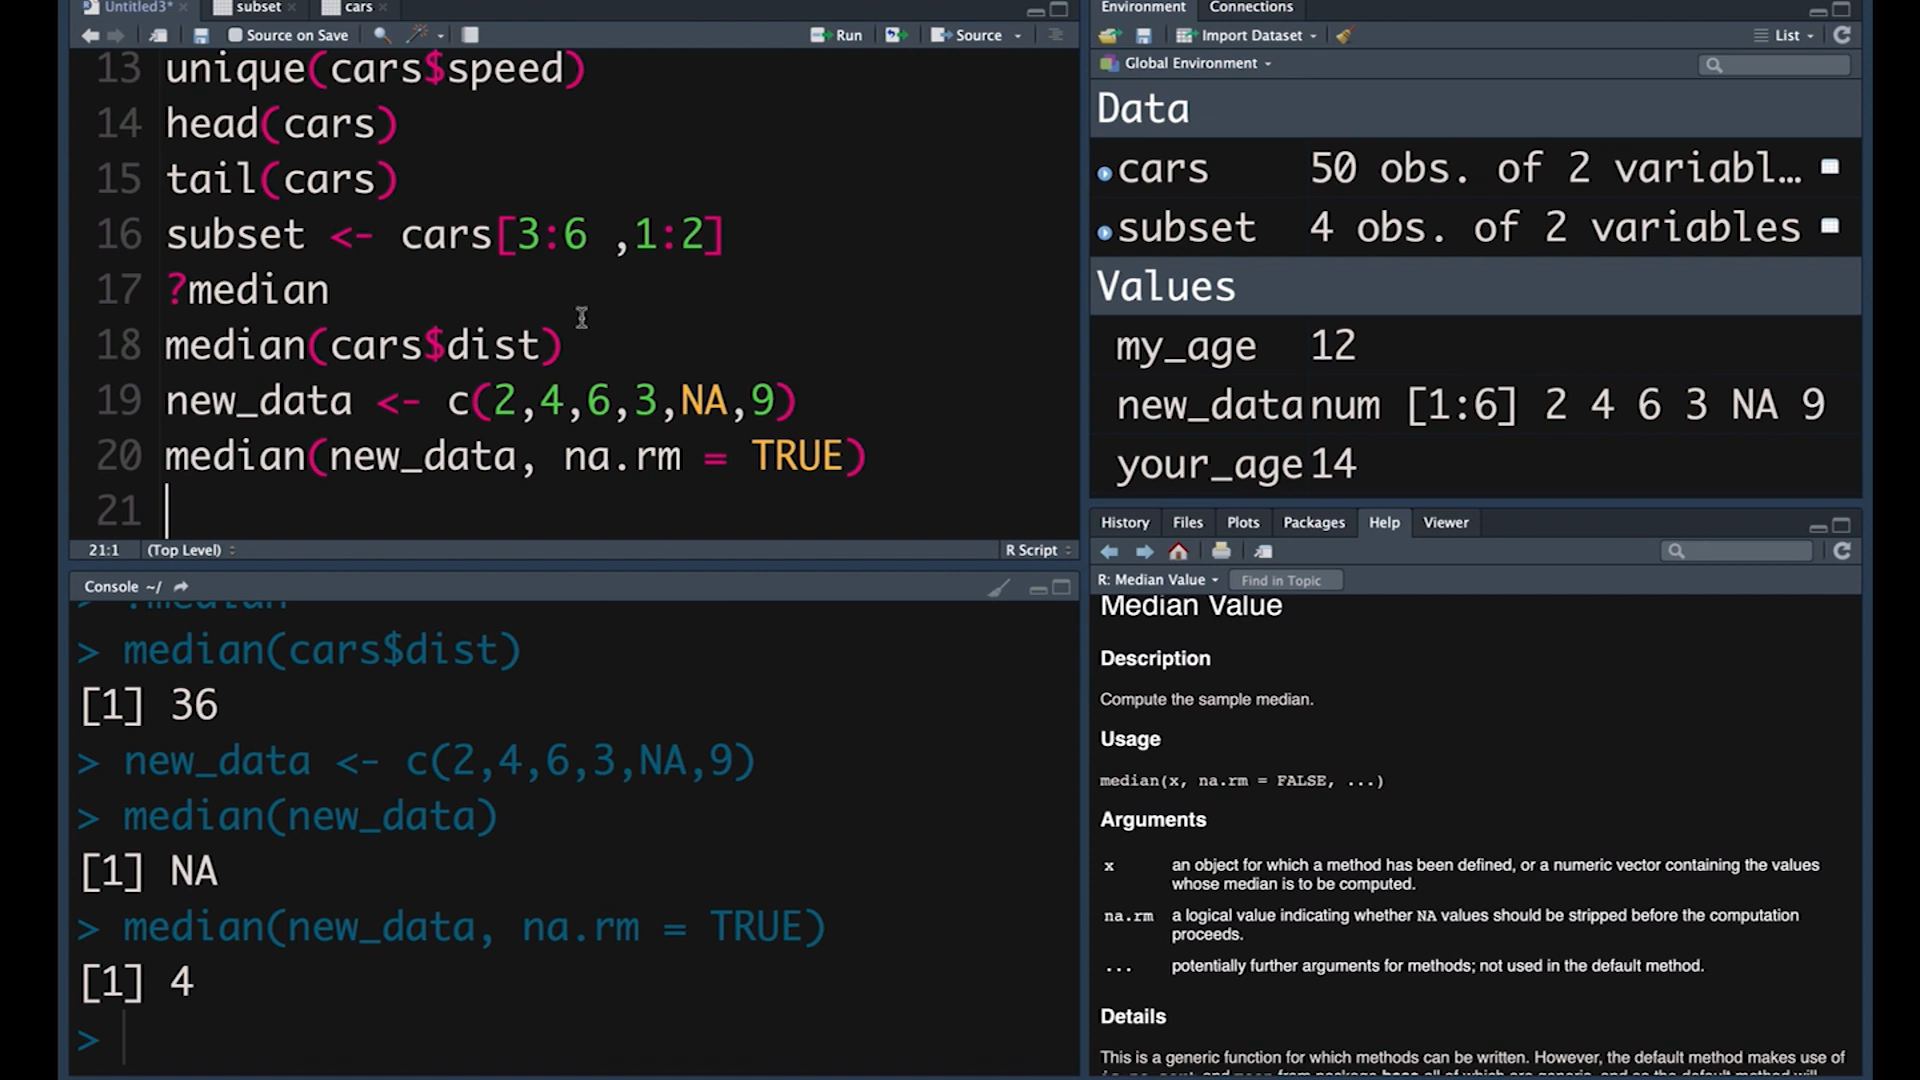 Untitled3* subset cars
Source on Save Run Source
13 unique(cars$speed)
14 head(cars)
15 tail(cars)
16 subset <- cars[3:6 ,1:2]
17 ?median
18 median(cars$dist)
19 new_data <- c(2,4,6,3,NA,9)
20 median(new_data, na.rm = TRUE)
21
21:1 (Top Level) R Script
Console ~/
> ?median
> median(cars$dist)
[1] 36
> new_data <- c(2,4,6,3,NA,9)
> median(new_data)
[1] NA
> median(new_data, na.rm = TRUE)
[1] 4
>
Environment Connections
Import Dataset List
Global Environment
Data
cars 50 obs. of 2 variabl…
subset 4 obs. of 2 variables
Values
my_age 12
new_data num [1:6] 2 4 6 3 NA 9
your_age 14
History Files Plots Packages Help Viewer
R: Median Value Find in Topic
Median Value
Description
Compute the sample median.
Usage
median(x, na.rm = FALSE, ...)
Arguments
x an object for which a method has been defined, or a numeric vector containing the values
whose median is to be computed.
na.rm a logical value indicating whether NA values should be stripped before the computation
proceeds.
... potentially further arguments for methods; not used in the default method.
Details
This is a generic function for which methods can be written. However, the default method makes use of